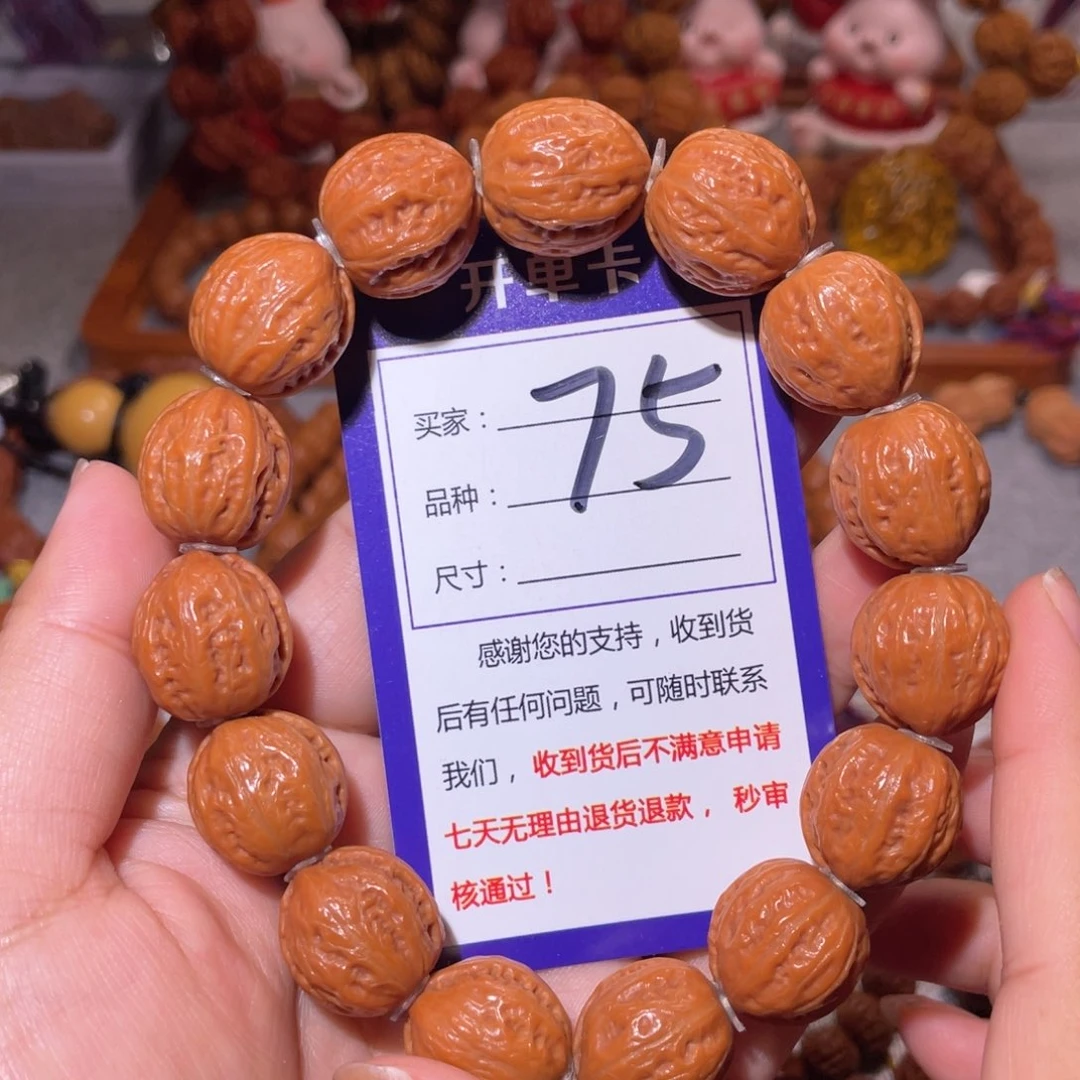 开单卡
75
买家：
品种：
尺寸：
感谢您的支持，收到货
后有任何问题，可随时联系
我们，收到货后不满意申请
七天无理由退货退款， 秒审
核通过！